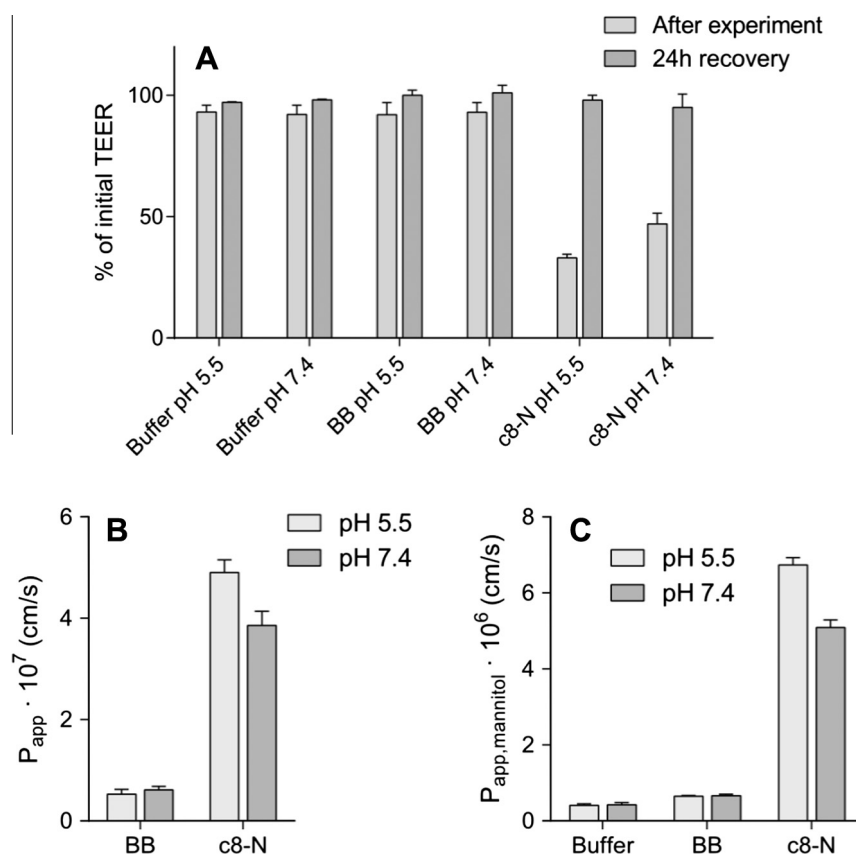 A
After experiment
24h recovery
% of initial TEER
100
50
0
Buffer pH 5.5
Buffer pH 7.4
BB pH 5.5
BB pH 7.4
c8-N pH 5.5
c8-N pH 7.4
B
pH 5.5
pH 7.4
Papp · 10⁷ (cm/s)
6
4
2
0
BB
c8-N
C
pH 5.5
pH 7.4
Papp,mannitol · 10⁶ (cm/s)
8
6
4
2
0
Buffer
BB
c8-N